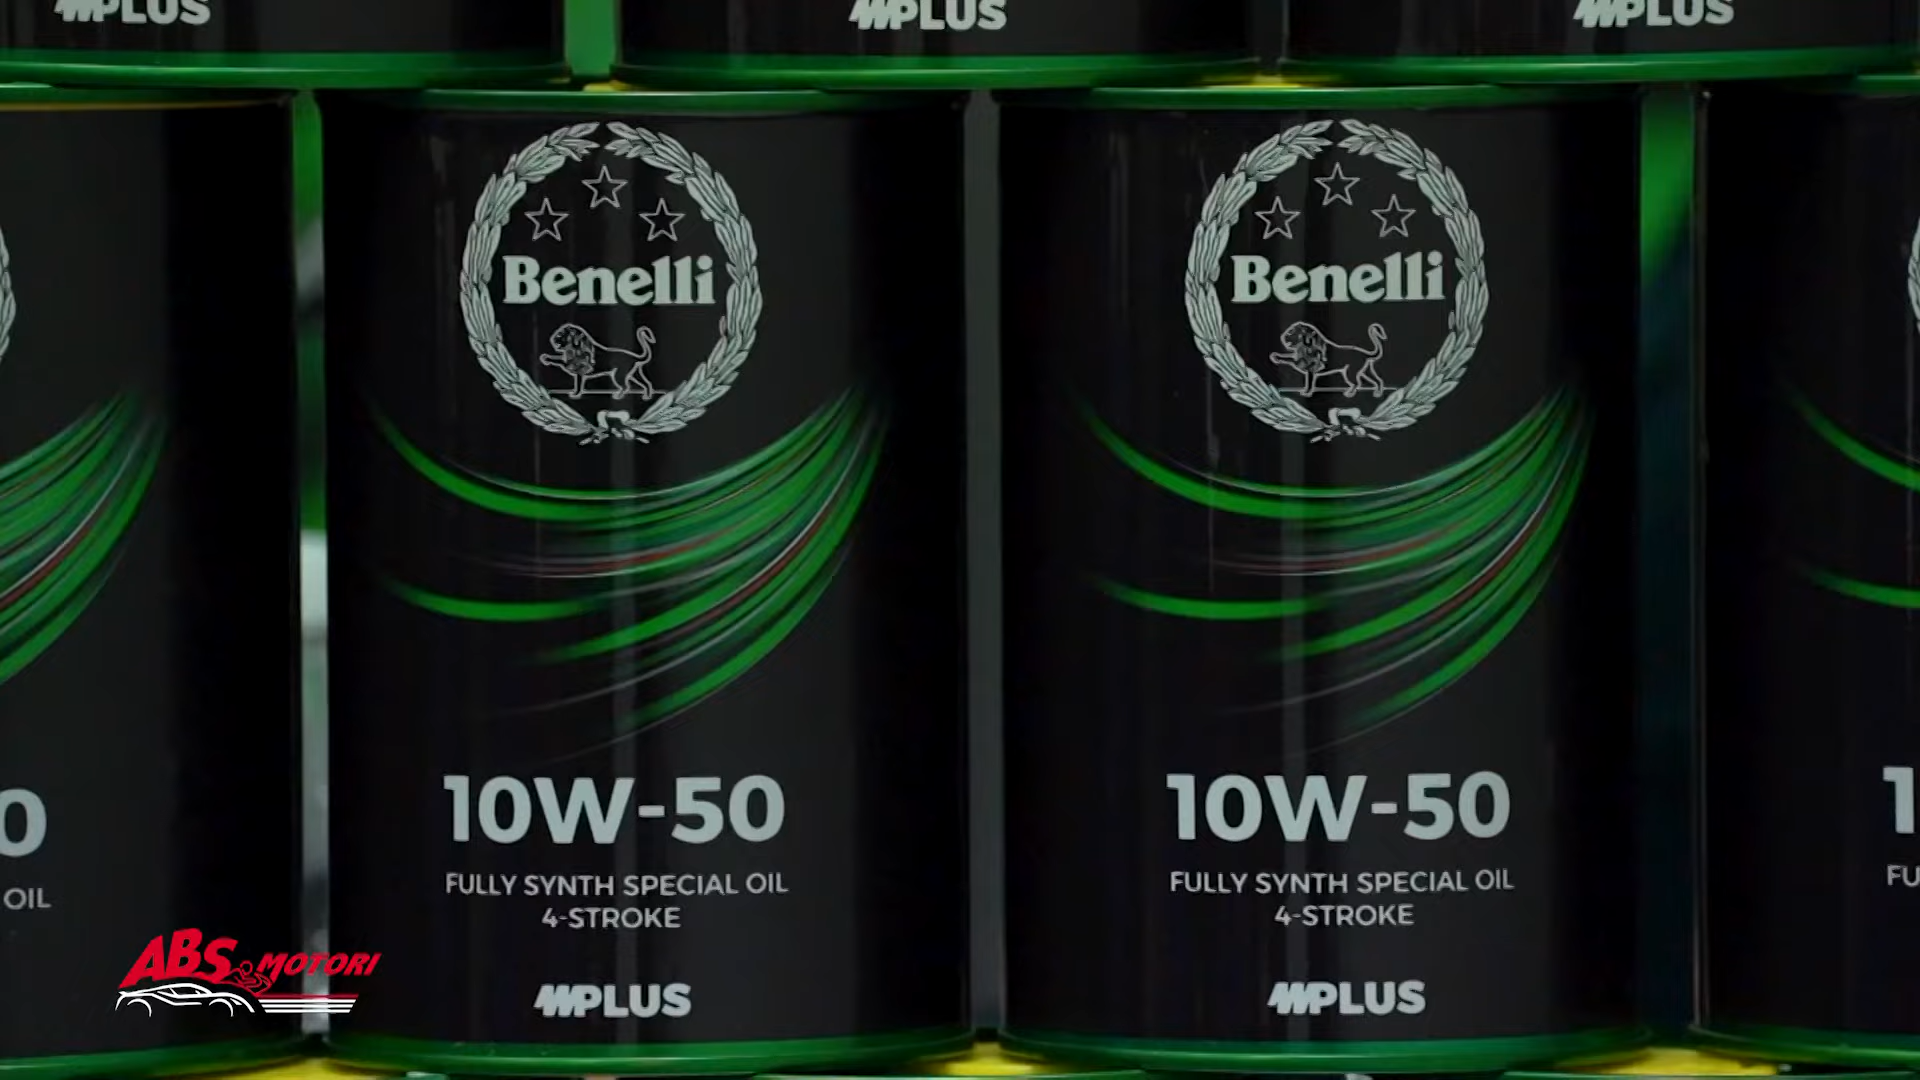 MPLUS
MPLUS
MPLUS
Benelli
Benelli
10W-50
10W-50
FULLY SYNTH SPECIAL OIL
4-STROKE
FULLY SYNTH SPECIAL OIL
4-STROKE
OIL
MPLUS
MPLUS
ABS MOTORI